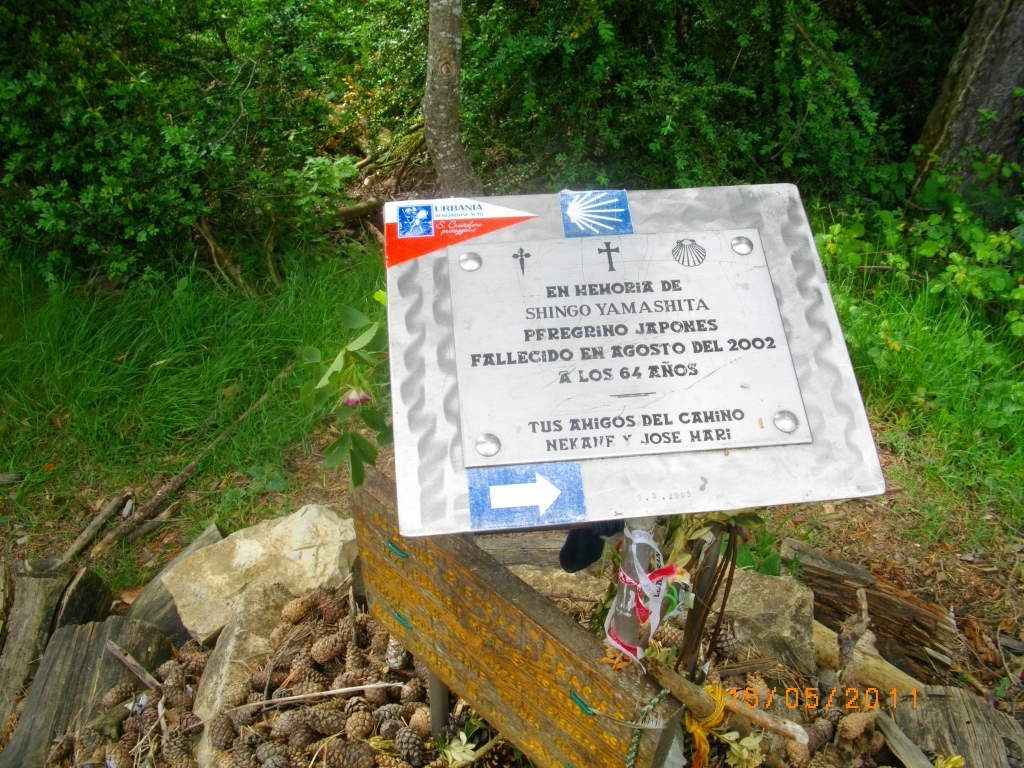 URBANIA
S. Cristoforo
EN MEMORIA DE
SHINGO YAMASHITA
PEREGRINO JAPONES
FALLECIDO EN AGOSTO DEL 2002
A LOS 64 AÑOS
TUS AMIGOS DEL CAMINO
NEKANE Y JOSE MARI
15/05/2011